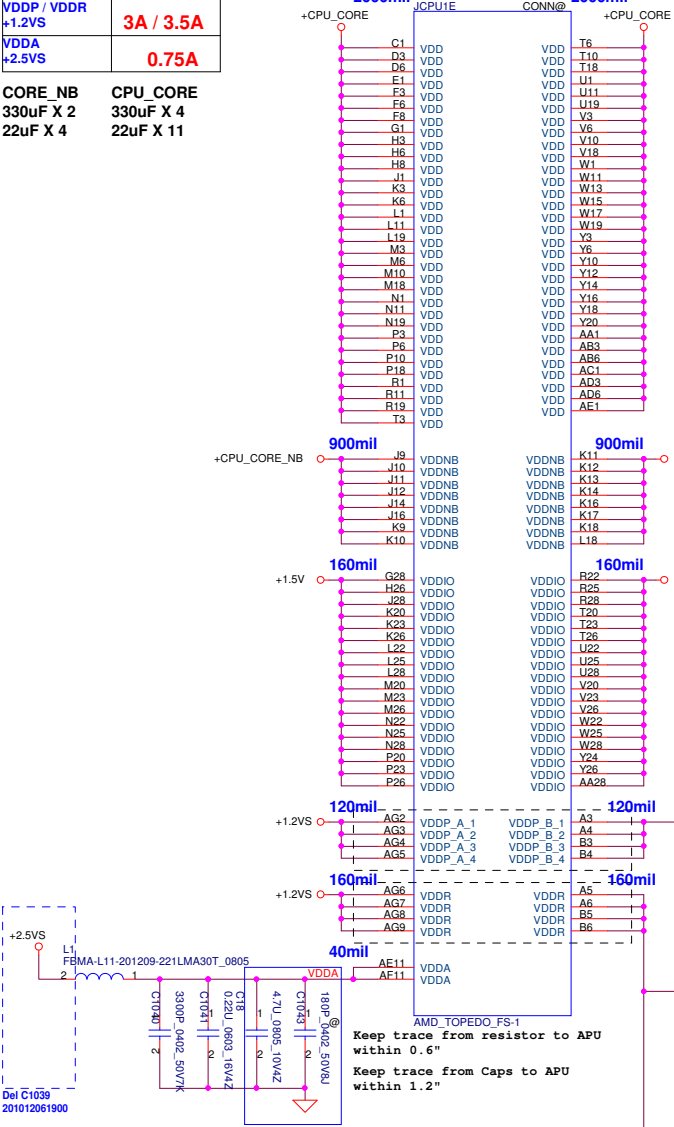 VDDP / VDDR
+1.2VS
3A / 3.5A
VDDA
+2.5VS
0.75A
CORE_NB CPU_CORE
330uF X 2 330uF X 4
22uF X 4 22uF X 11
JCPU1E CONN@
+CPU_CORE +CPU_CORE
C1 VDD VDD T6
D3 VDD VDD T10
D6 VDD VDD T18
E1 VDD VDD U1
F3 VDD VDD U11
F6 VDD VDD U19
F8 VDD VDD V3
G1 VDD VDD V6
H3 VDD VDD V10
H6 VDD VDD V18
H8 VDD VDD W1
J1 VDD VDD W11
K3 VDD VDD W13
K6 VDD VDD W15
L1 VDD VDD W17
L11 VDD VDD W19
L19 VDD VDD Y3
M3 VDD VDD Y6
M6 VDD VDD Y10
M10 VDD VDD Y12
M18 VDD VDD Y14
N1 VDD VDD Y16
N11 VDD VDD Y18
N19 VDD VDD Y20
P3 VDD VDD AA1
P6 VDD VDD AB3
P10 VDD VDD AB6
P18 VDD VDD AC1
R1 VDD VDD AD3
R11 VDD VDD AD6
R19 VDD VDD AE1
T3 VDD
900mil 900mil
+CPU_CORE_NB
J9 VDDNB VDDNB K11
J10 VDDNB VDDNB K12
J11 VDDNB VDDNB K13
J12 VDDNB VDDNB K14
J14 VDDNB VDDNB K16
J16 VDDNB VDDNB K17
K9 VDDNB VDDNB K18
K10 VDDNB VDDNB L18
160mil 160mil
+1.5V
G28 VDDIO VDDIO R22
H26 VDDIO VDDIO R25
J28 VDDIO VDDIO R28
K20 VDDIO VDDIO T20
K23 VDDIO VDDIO T23
K26 VDDIO VDDIO T26
L22 VDDIO VDDIO U22
L25 VDDIO VDDIO U25
L28 VDDIO VDDIO U28
M20 VDDIO VDDIO V20
M23 VDDIO VDDIO V23
M26 VDDIO VDDIO V26
N22 VDDIO VDDIO W22
N25 VDDIO VDDIO W25
N28 VDDIO VDDIO W28
P20 VDDIO VDDIO Y24
P23 VDDIO VDDIO Y26
P26 VDDIO VDDIO AA28
120mil 120mil
+1.2VS
AG2 VDDP_A_1 VDDP_B_1 A3
AG3 VDDP_A_2 VDDP_B_2 A4
AG4 VDDP_A_3 VDDP_B_3 B3
AG5 VDDP_A_4 VDDP_B_4 B4
160mil 160mil
+1.2VS
AG6 VDDR VDDR A5
AG7 VDDR VDDR A6
AG8 VDDR VDDR B5
AG9 VDDR VDDR B6
40mil
AE11 VDDA
AF11 VDDA
VDDA
+2.5VS
L1
FBMA-L11-201209-221LMA30T_0805
2 1
C1040
3300P_0402_50V7K
1
2
C1041
0.22U_0603_16V4Z
1
2
C18
4.7U_0805_10V4Z
1
2
C1043
180P_0402_50V8J
1
2
@
AMD_TOPEDO_FS-1
Keep trace from resistor to APU
within 0.6"
Keep trace from Caps to APU
within 1.2"
Del C1039
201012061900